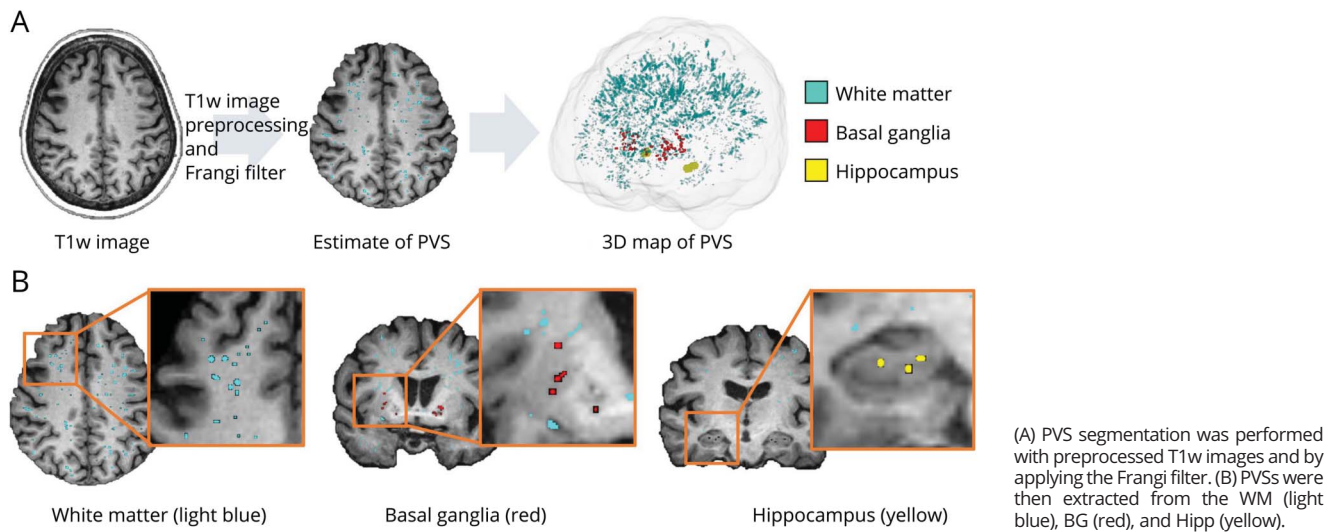 A
T1w image
preprocessing
and
Frangi filter
White matter
Basal ganglia
Hippocampus
T1w image
Estimate of PVS
3D map of PVS
B
White matter (light blue)
Basal ganglia (red)
Hippocampus (yellow)
(A) PVS segmentation was performed
with preprocessed T1w images and by
applying the Frangi filter. (B) PVSs were
then extracted from the WM (light
blue), BG (red), and Hipp (yellow).